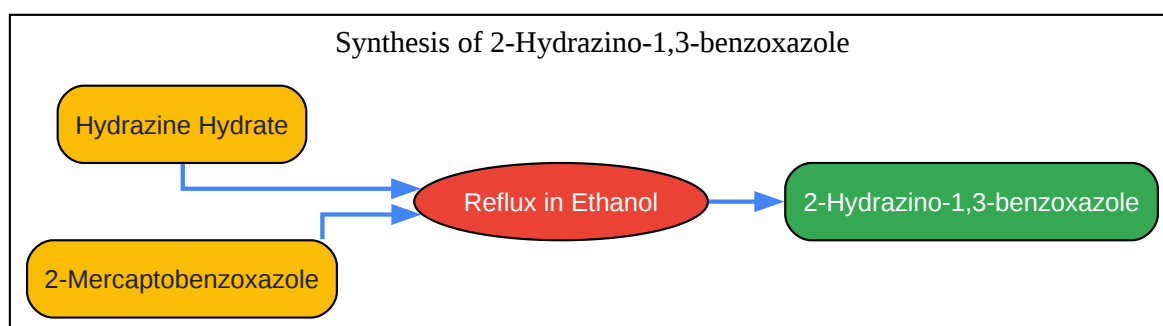 Synthesis of 2-Hydrazino-1,3-benzoxazole
Hydrazine Hydrate
2-Mercaptobenzoxazole
Reflux in Ethanol
2-Hydrazino-1,3-benzoxazole